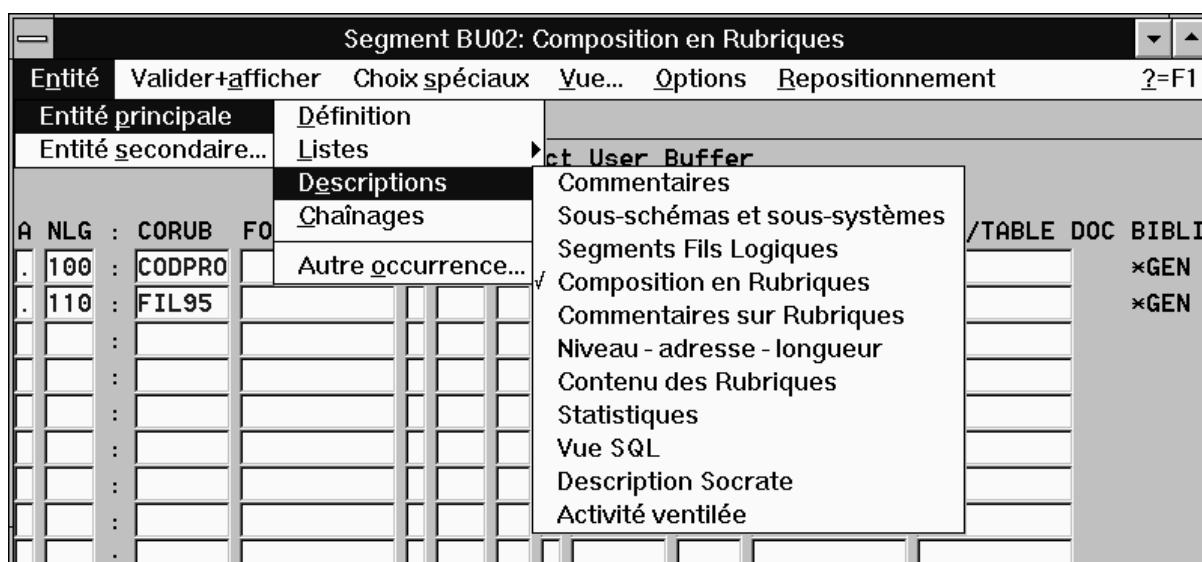 Segment BU02: Composition en Rubriques
Entité Valider+afficher Choix spéciaux Vue... Options Repositionnement ?=F1
Entité principale
Entité secondaire...
Définition
Listes
Descriptions
Chaînages
Autre occurrence...
ct User Buffer
Commentaires
Sous-schémas et sous-systèmes
Segments Fils Logiques
√ Composition en Rubriques
Commentaires sur Rubriques
Niveau - adresse - longueur
Contenu des Rubriques
Statistiques
Vue SQL
Description Socrate
Activité ventilée
A NLG : CORUB FO /TABLE DOC BIBLI
. 100 : CODPRO *GEN
. 110 : FIL95 *GEN
:
:
:
:
:
:
: